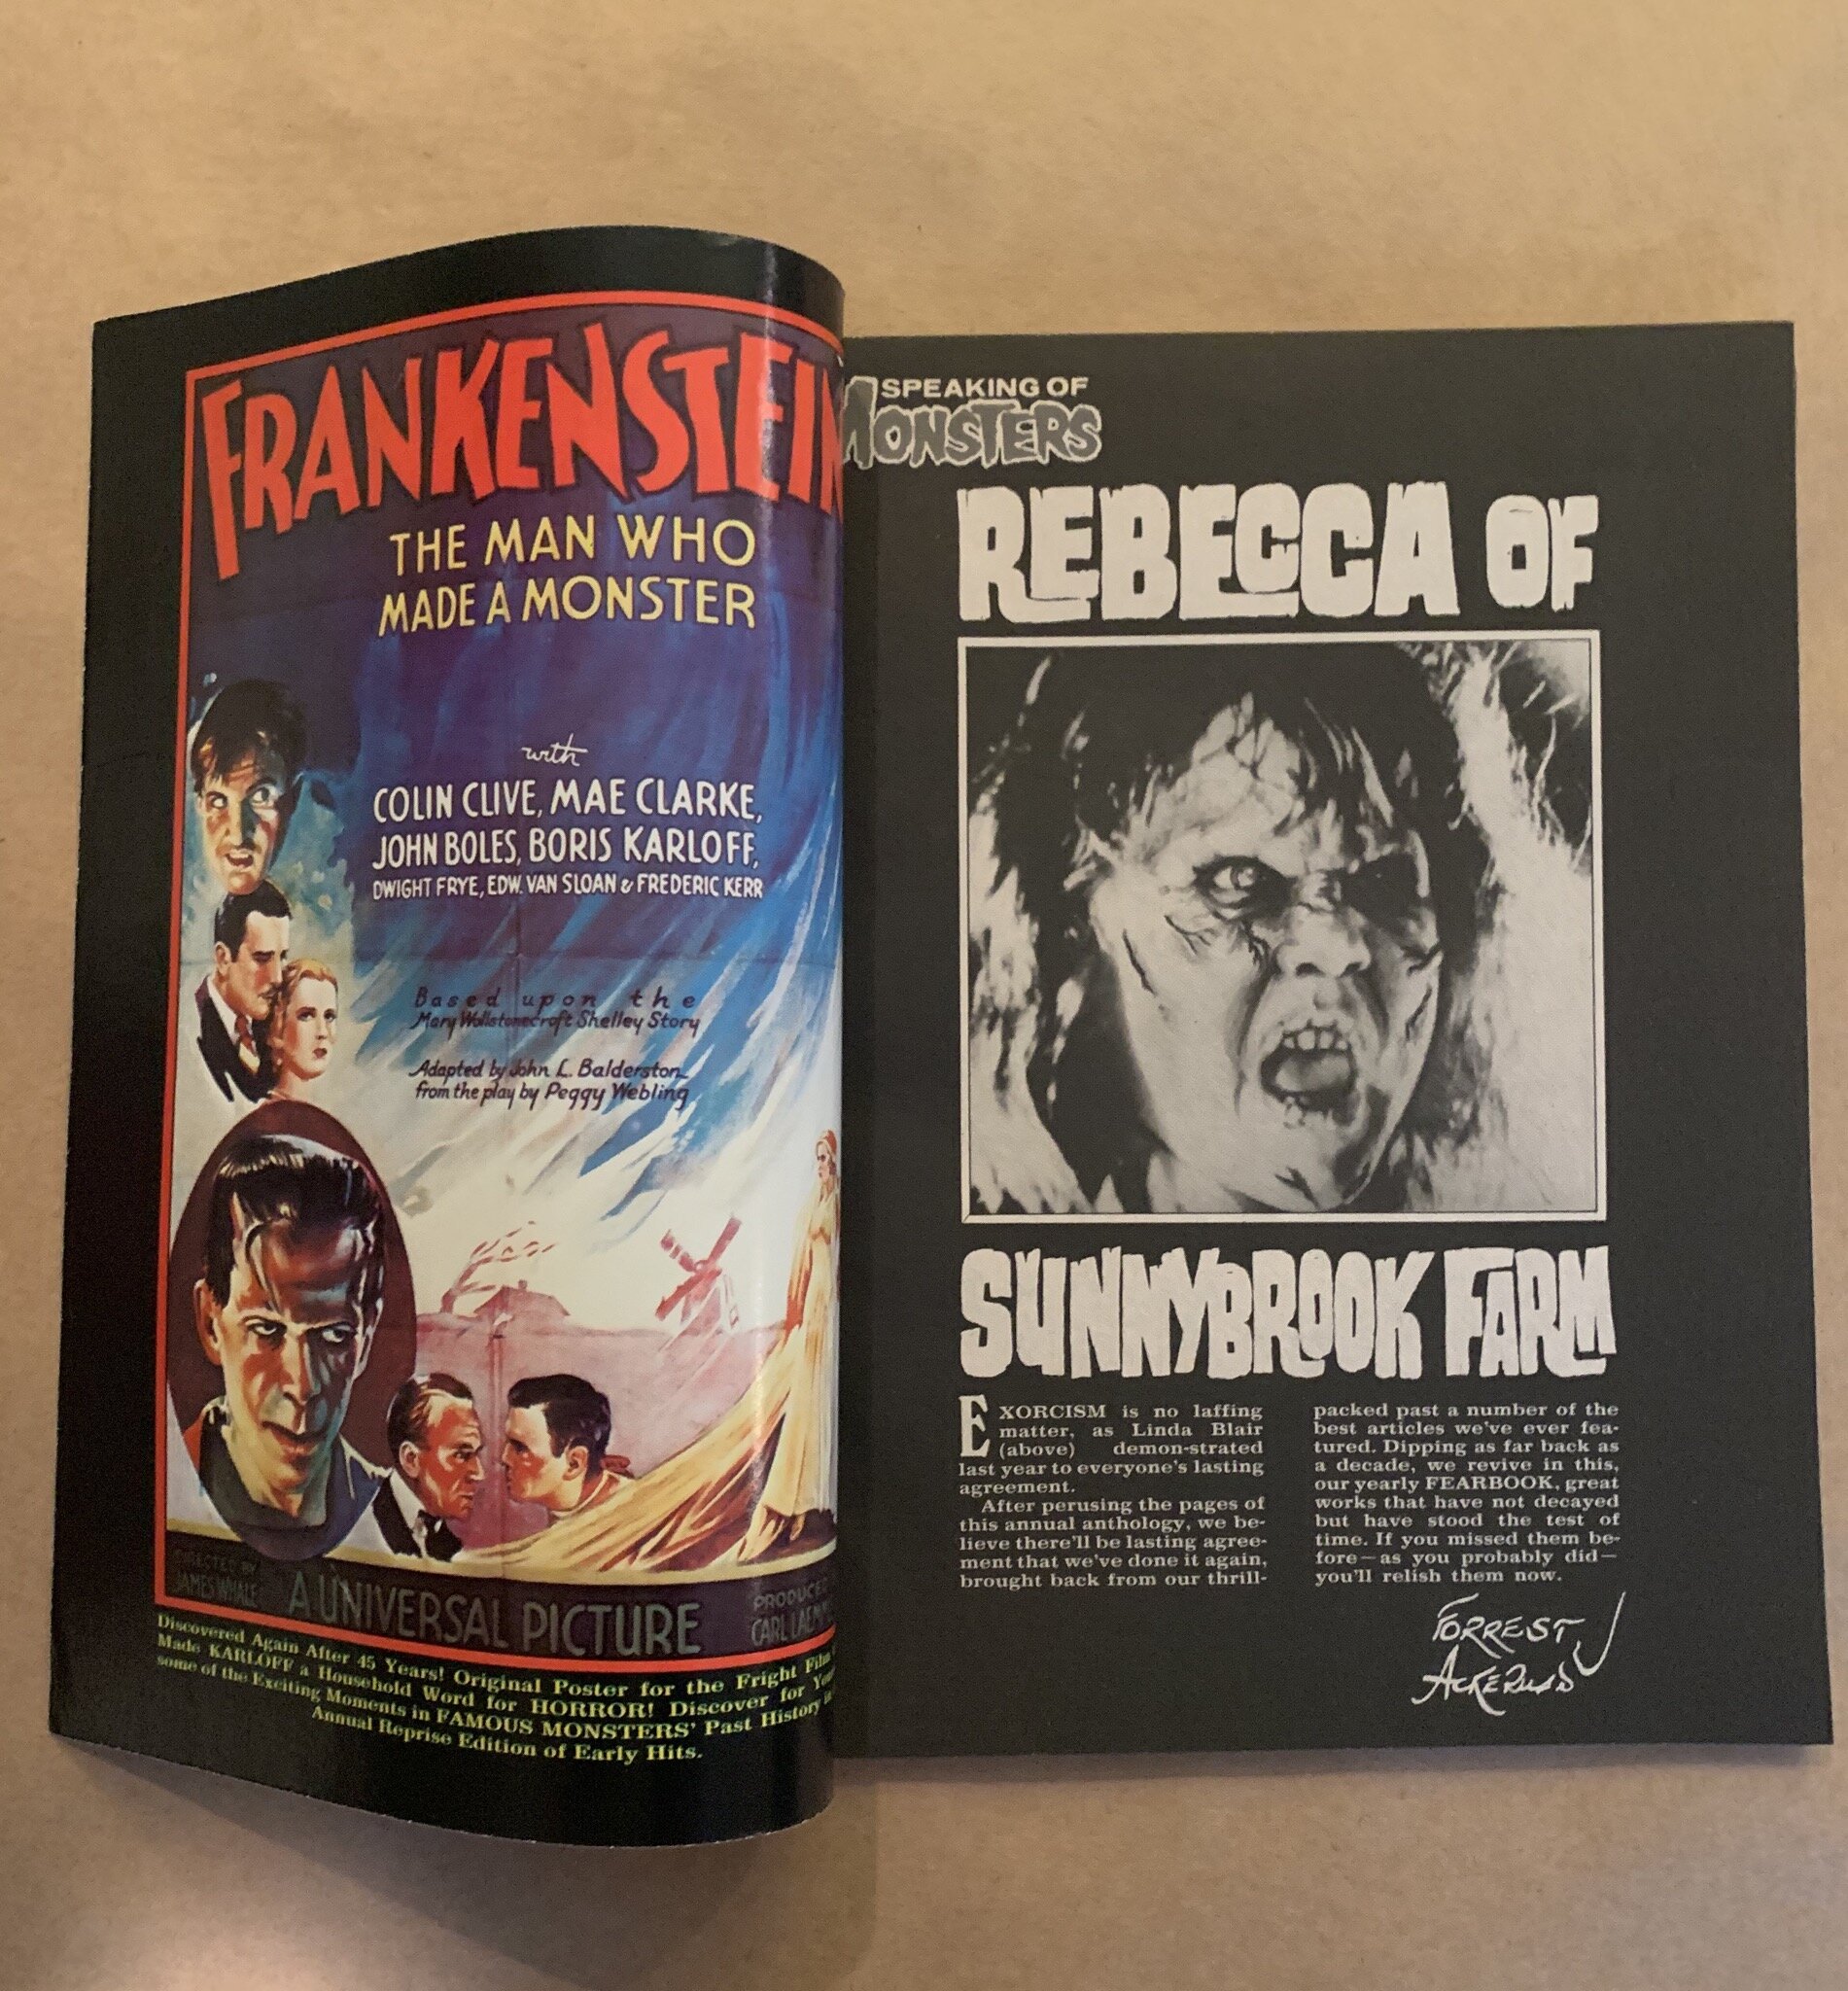 FRANKENSTEIN
THE MAN WHO
MADE A MONSTER
with
COLIN CLIVE, MAE CLARKE,
JOHN BOLES, BORIS KARLOFF,
DWIGHT FRYE, EDW. VAN SLOAN & FREDERIC KERR
Based upon the
Mary Wollstonecroft Shelley Story
Adapted by John L. Balderston
from the play by Peggy Webling
DIRECTED BY
JAMES WHALE
A UNIVERSAL PICTURE
PRODUCED
CARL
Discovered Again After 45 Years! Original Poster for the Fright Film
Made KARLOFF a Household Word for HORROR! Discover for
some of the Exciting Moments in FAMOUS MONSTERS' Past History
Annual Reprise Edition of Early Hits.
SPEAKING OF
MONSTERS
REBECCA OF
SUNNYBROOK FARM
EXORCISM is no laffing
matter, as Linda Blair
(above) demon-strated
last year to everyone's lasting
agreement.
After perusing the pages of
this annual anthology, we be-
lieve there'll be lasting agree-
ment that we've done it again,
brought back from our thrill-
packed past a number of the
best articles we've ever fea-
tured. Dipping as far back as
a decade, we revive in this,
our yearly FEARBOOK, great
works that have not decayed
but have stood the test of
time. If you missed them be-
fore—as you probably did—
you'll relish them now.
FORREST J
ACKERMAN